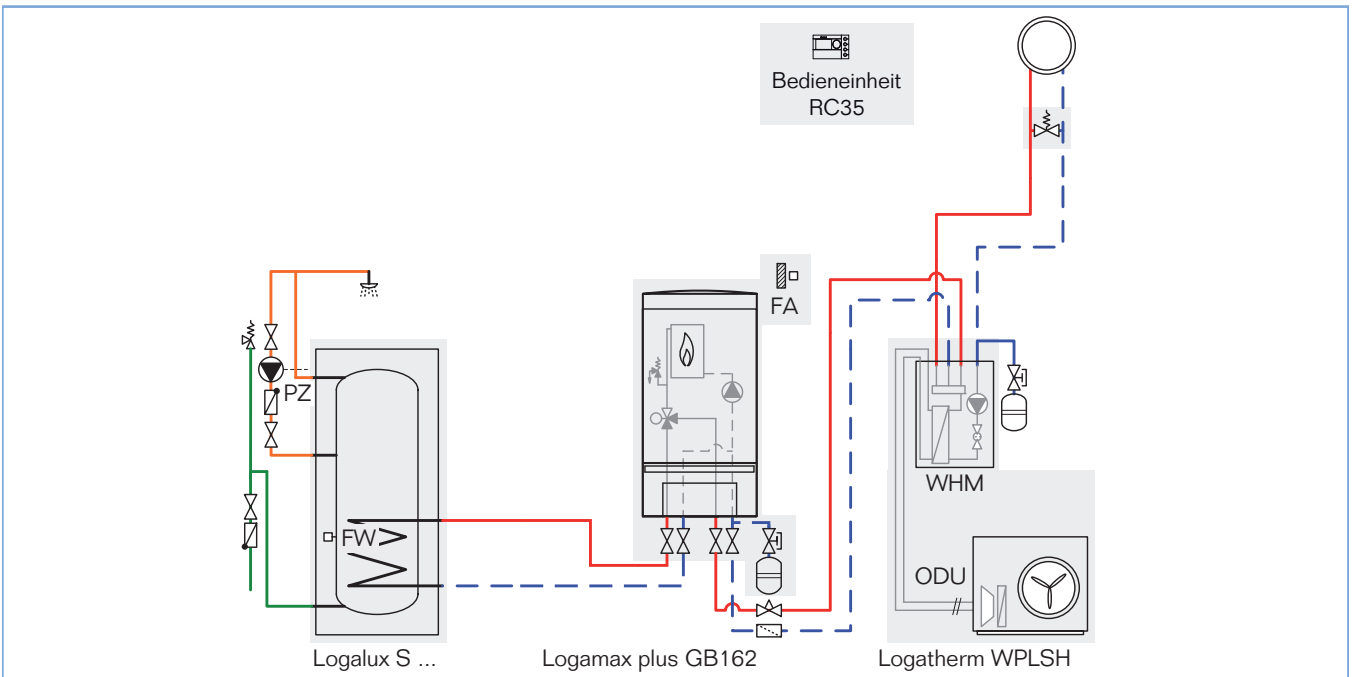 Bedieneinheit
RC35
FA
PZ
WHM
FW
ODU
Logalux S ...
Logamax plus GB162
Logatherm WPLSH